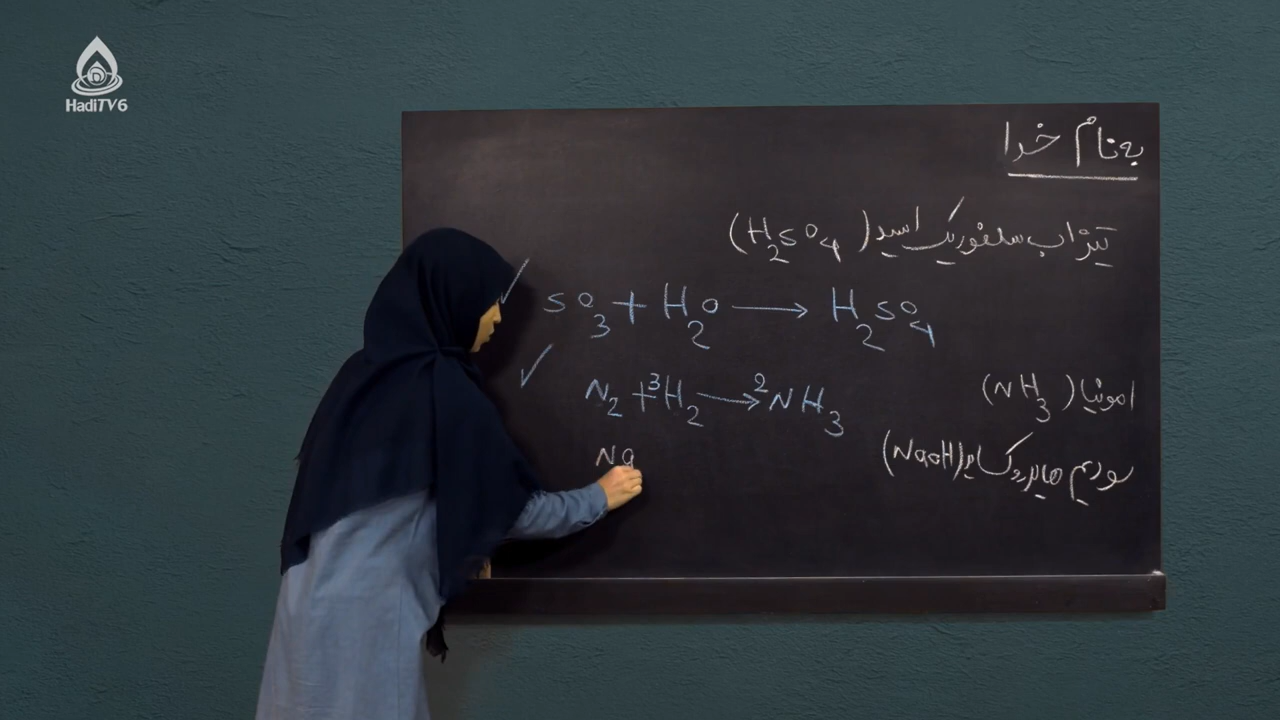 HadiTV6
به نام خدا
تیزاب سلفوریک اسید (H₂SO₄)
✓ SO₃ + H₂O ⟶ H₂SO₄
امونیا (NH₃)
✓ N₂ + 3H₂ ⟶ 2NH₃
سودیم هایدروکساید (NaOH)
Na